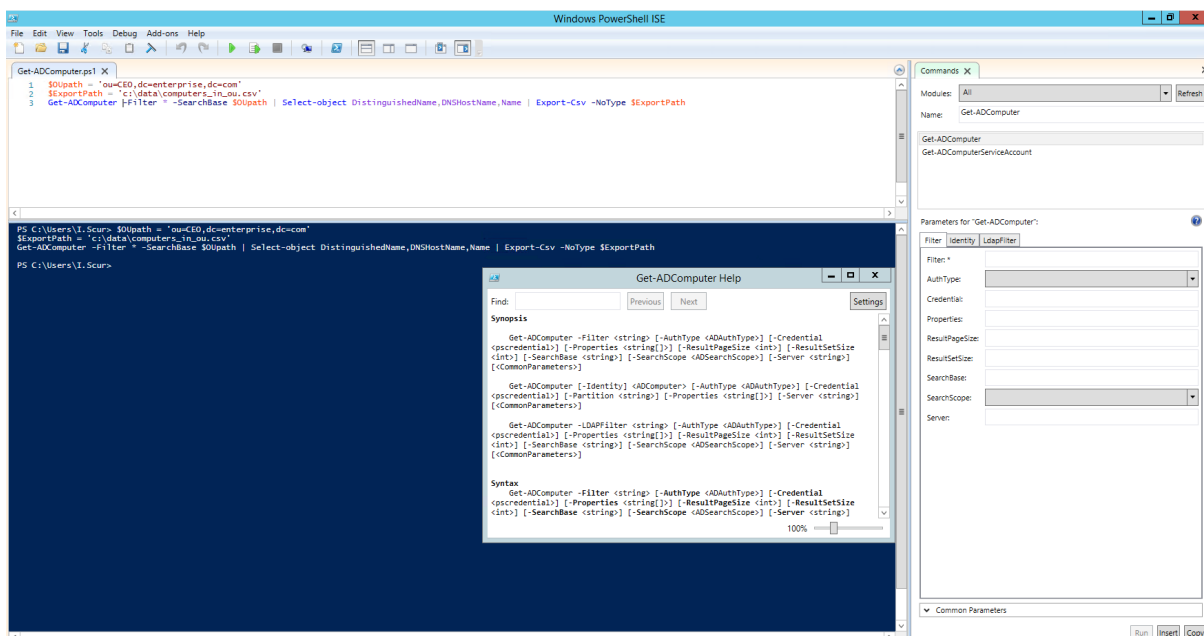 Windows PowerShell ISE
File Edit View Tools Debug Add-ons Help
Get-ADComputer.ps1 X
1 $OUpath = 'ou=CEO,dc=enterprise,dc=com'
2 $ExportPath = 'c:\data\computers_in_ou.csv'
3 Get-ADComputer -Filter * -SearchBase $OUpath | Select-object DistinguishedName,DNSHostName,Name | Export-Csv -NoType $ExportPath
PS C:\Users\I.Scur> $OUpath = 'ou=CEO,dc=enterprise,dc=com'
$ExportPath = 'c:\data\computers_in_ou.csv'
Get-ADComputer -Filter * -SearchBase $OUpath | Select-object DistinguishedName,DNSHostName,Name | Export-Csv -NoType $ExportPath
PS C:\Users\I.Scur>
Get-ADComputer Help
Find: Previous Next Settings
Synopsis
Get-ADComputer -Filter <string> [-AuthType <ADAuthType>] [-Credential
<pscredential>] [-Properties <string[]>] [-ResultPageSize <int>] [-ResultSetSize
<int>] [-SearchBase <string>] [-SearchScope <ADSearchScope>] [-Server <string>]
[<CommonParameters>]
Get-ADComputer [-Identity] <ADComputer> [-AuthType <ADAuthType>] [-Credential
<pscredential>] [-Partition <string>] [-Properties <string[]>] [-Server <string>]
[<CommonParameters>]
Get-ADComputer -LDAPFilter <string> [-AuthType <ADAuthType>] [-Credential
<pscredential>] [-Properties <string[]>] [-ResultPageSize <int>] [-ResultSetSize
<int>] [-SearchBase <string>] [-SearchScope <ADSearchScope>] [-Server <string>]
[<CommonParameters>]
Syntax
Get-ADComputer -Filter <string> [-AuthType <ADAuthType>] [-Credential
<pscredential>] [-Properties <string[]>] [-ResultPageSize <int>] [-ResultSetSize
<int>] [-SearchBase <string>] [-SearchScope <ADSearchScope>] [-Server <string>]
100%
Commands X
Modules: All Refresh
Name: Get-ADComputer
Get-ADComputer
Get-ADComputerServiceAccount
Parameters for "Get-ADComputer":
Filter Identity LdapFilter
Filter: *
AuthType:
Credential:
Properties:
ResultPageSize:
ResultSetSize:
SearchBase:
SearchScope:
Server:
Common Parameters
Run Insert Copy